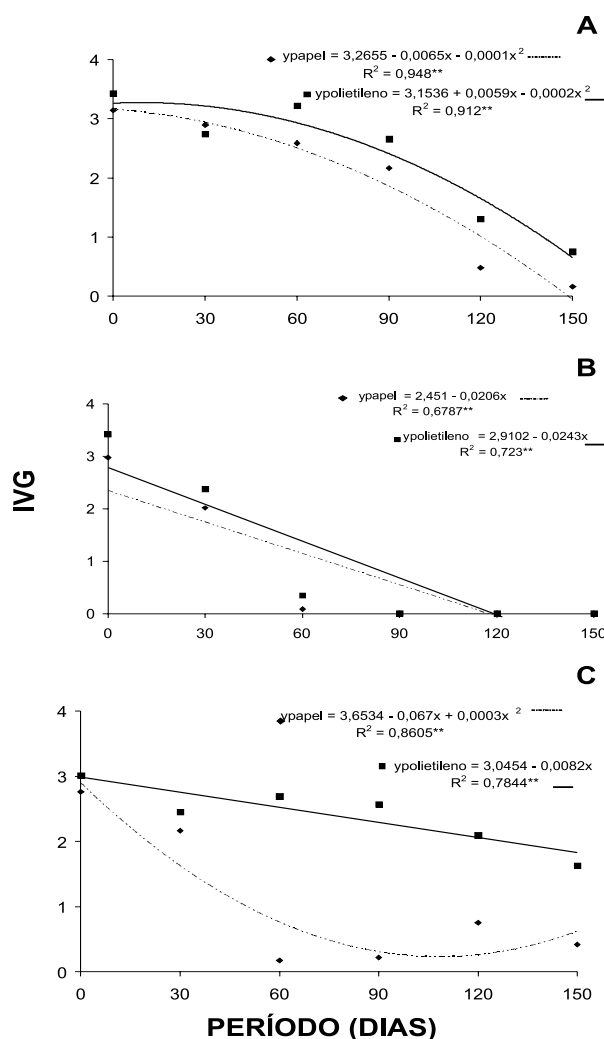 A
ypapel = 3,2655 - 0,0065x - 0,0001x²
R² = 0,948**
ypolietileno = 3,1536 + 0,0059x - 0,0002x²
R² = 0,912**
4
3
2
1
0
0 30 60 90 120 150
B
ypapel = 2,451 - 0,0206x
R² = 0,6787**
ypolietileno = 2,9102 - 0,0243x
R² = 0,723**
4
3
2
1
0
0 30 60 90 120 150
IVG
C
ypapel = 3,6534 - 0,067x + 0,0003x²
R² = 0,8605**
ypolietileno = 3,0454 - 0,0082x
R² = 0,7844**
4
3
2
1
0
0 30 60 90 120 150
PERÍODO (DIAS)